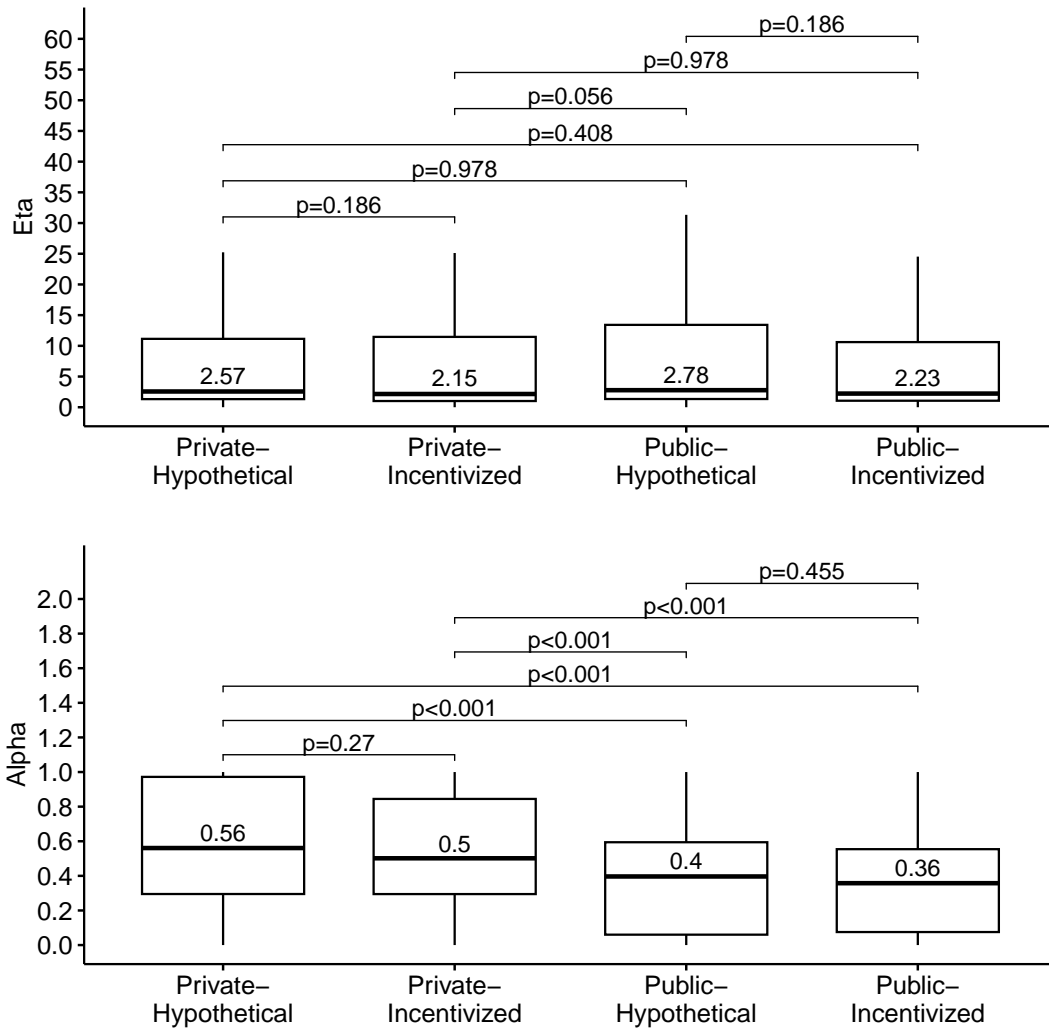 p=0.186
p=0.978
p=0.056
p=0.408
p=0.978
p=0.186
60
55
50
45
40
35
30
25
20
15
10
5
0
Eta
2.57
2.15
2.78
2.23
Private–
Hypothetical
Private–
Incentivized
Public–
Hypothetical
Public–
Incentivized
p=0.455
p<0.001
p<0.001
p<0.001
p<0.001
p=0.27
2.0
1.8
1.6
1.4
1.2
1.0
0.8
0.6
0.4
0.2
0.0
Alpha
0.56
0.5
0.4
0.36
Private–
Hypothetical
Private–
Incentivized
Public–
Hypothetical
Public–
Incentivized